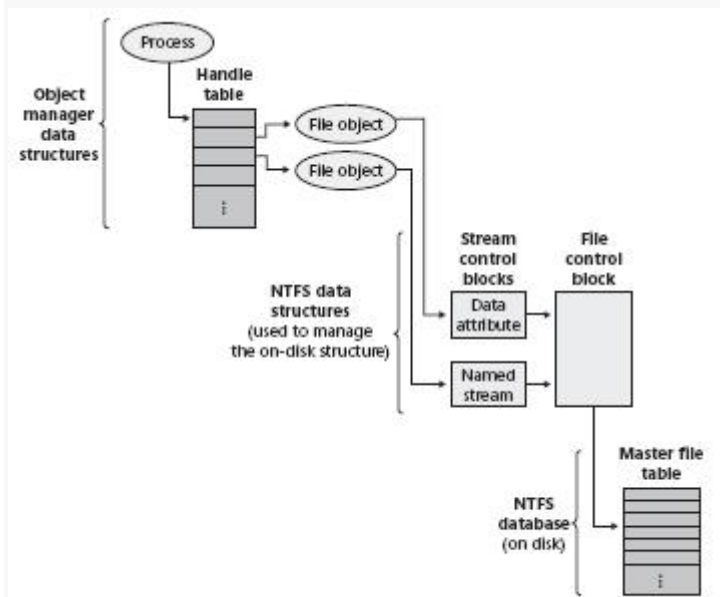 Process
Handle
table
Object
manager
data
structures
File object
File object
⋮
Stream
control
blocks
File
control
block
NTFS data
structures
(used to manage
the on-disk structure)
Data
attribute
Named
stream
Master file
table
NTFS
database
(on disk)
⋮